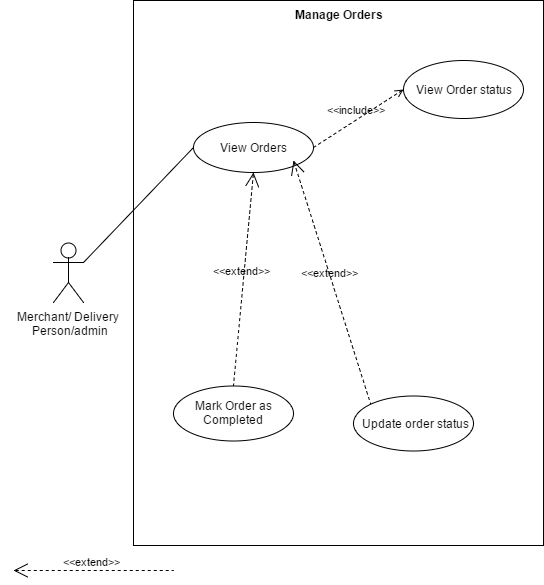 Manage Orders
View Order status
<<include>>
View Orders
<<extend>>
<<extend>>
Merchant/ Delivery
Person/admin
Mark Order as
Completed
Update order status
<<extend>>